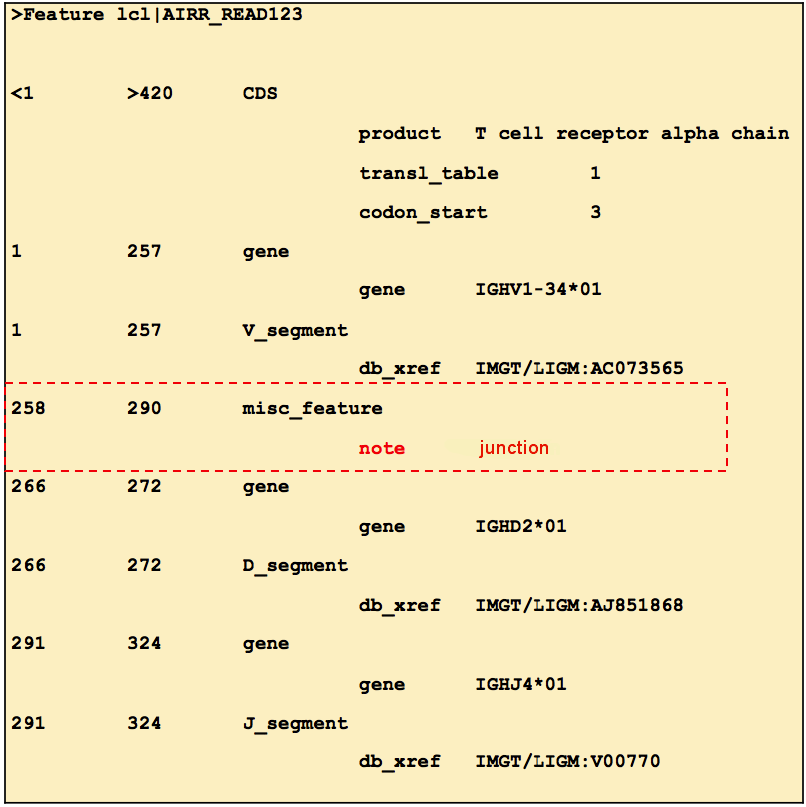 >Feature lcl|AIRR_READ123
<1 >420 CDS
product T cell receptor alpha chain
transl_table 1
codon_start 3
1 257 gene
gene IGHV1-34*01
1 257 V_segment
db_xref IMGT/LIGM:AC073565
258 290 misc_feature
note junction
266 272 gene
gene IGHD2*01
266 272 D_segment
db_xref IMGT/LIGM:AJ851868
291 324 gene
gene IGHJ4*01
291 324 J_segment
db_xref IMGT/LIGM:V00770